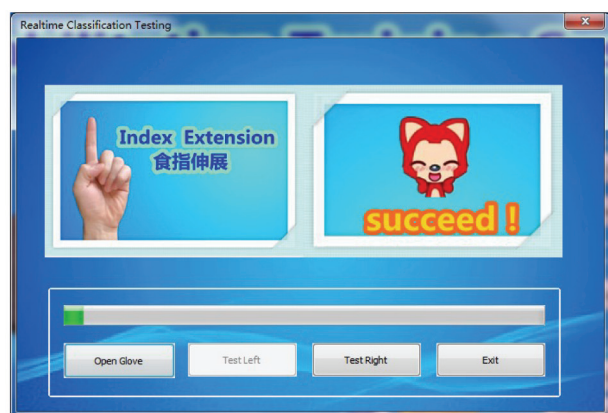 Realtime Classification Testing
Index Extension
食指伸展
succeed !
Open Glove
Test Left
Test Right
Exit